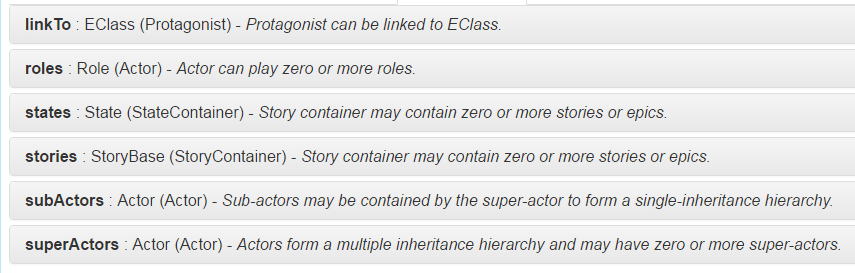 linkTo : EClass (Protagonist) - Protagonist can be linked to EClass.
roles : Role (Actor) - Actor can play zero or more roles.
states : State (StateContainer) - Story container may contain zero or more stories or epics.
stories : StoryBase (StoryContainer) - Story container may contain zero or more stories or epics.
subActors : Actor (Actor) - Sub-actors may be contained by the super-actor to form a single-inheritance hierarchy.
superActors : Actor (Actor) - Actors form a multiple inheritance hierarchy and may have zero or more super-actors.